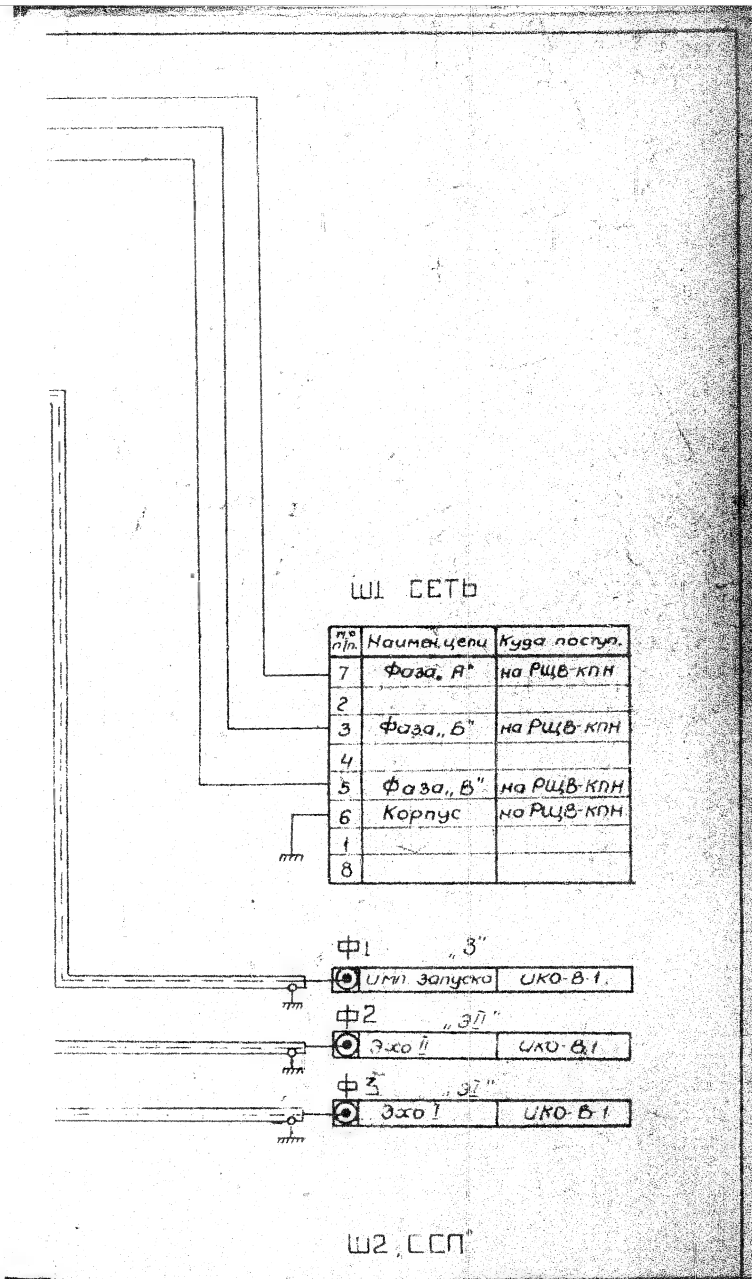 Ш1 СЕТЬ
№ п/п. Наимен. цепи Куда поступ.
7 Фаза „А" на РЩВ-КПН
2
3 Фаза „Б" на РЩВ-КПН
4
5 Фаза „В" на РЩВ-КПН
6 Корпус на РЩВ-КПН
1
8
Ф1 „З"
Имп. Запуска ИКО-В-1.
Ф2 „ЭII"
Эхо II ИКО-В.1
Ф3 „ЭI"
Эхо I ИКО-В-1
Ш2 „ССП"